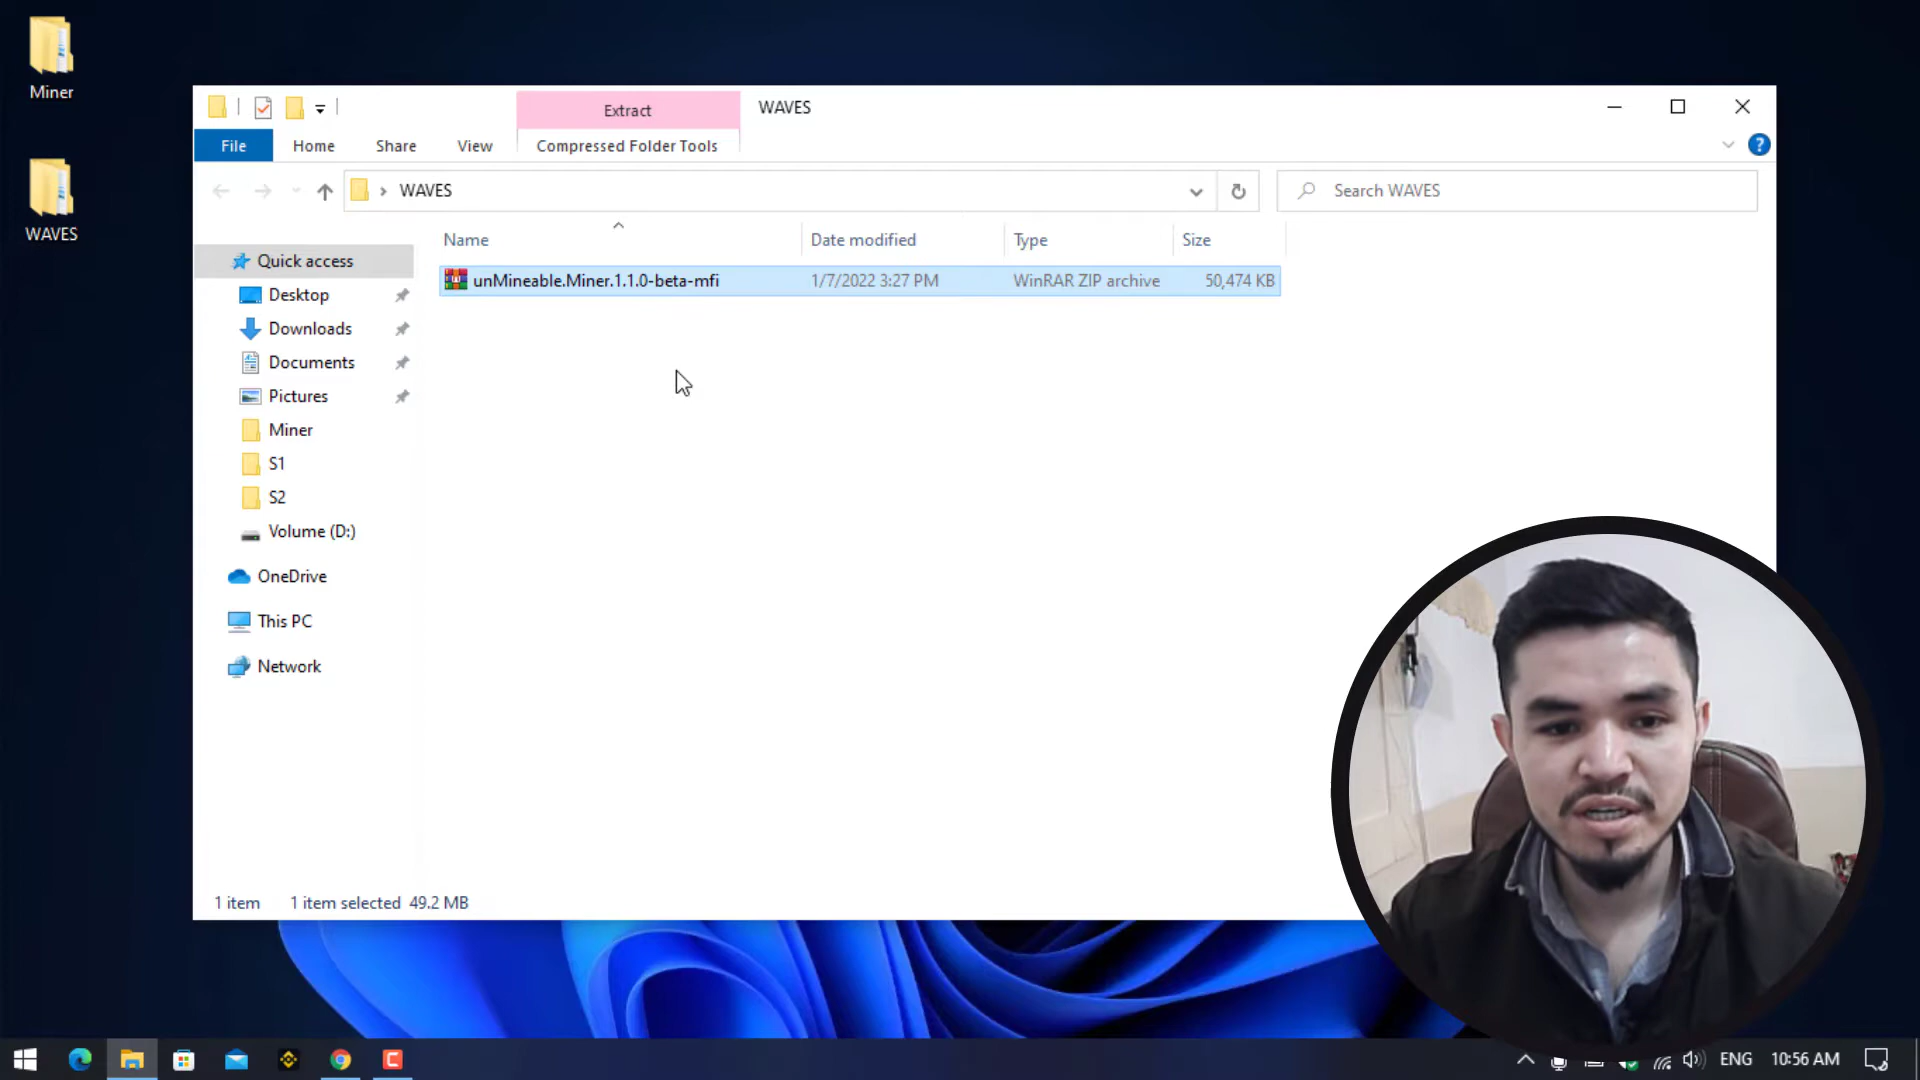 Miner
WAVES
Extract
WAVES
File
Home
Share
View
Compressed Folder Tools
?
WAVES
Search WAVES
Name
Date modified
Type
Size
unMineable.Miner.1.1.0-beta-mfi
1/7/2022 3:27 PM
WinRAR ZIP archive
50,474 KB
Quick access
Desktop
Downloads
Documents
Pictures
Miner
S1
S2
Volume (D:)
OneDrive
This PC
Network
1 item
1 item selected 49.2 MB
ENG
10:56 AM